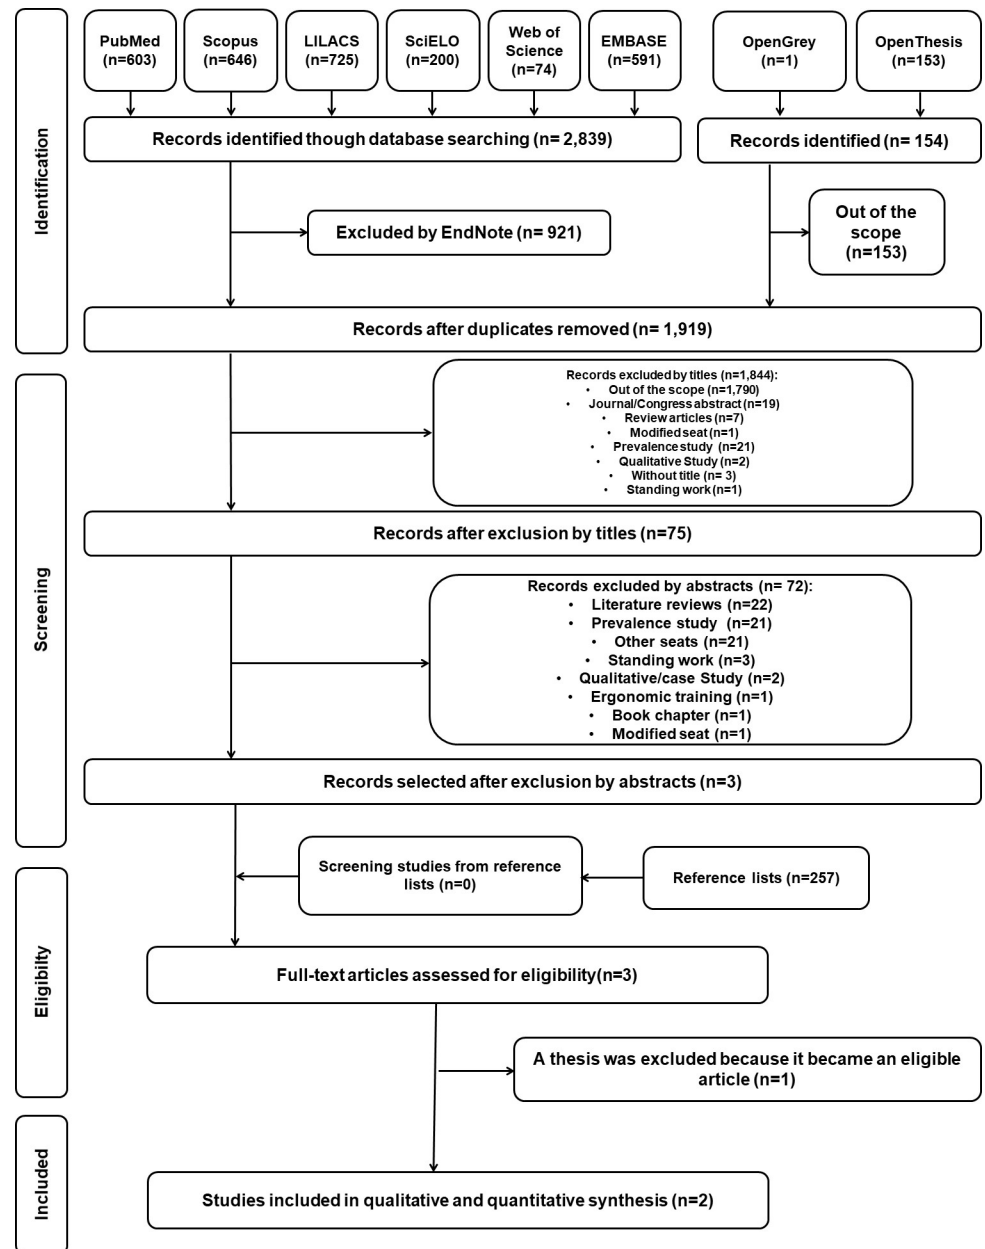 Identification
PubMed
(n=603)
Scopus
(n=646)
LILACS
(n=725)
SciELO
(n=200)
Web of
Science
(n=74)
EMBASE
(n=591)
OpenGrey
(n=1)
OpenThesis
(n=153)
Records identified though database searching (n= 2,839)
Records identified (n= 154)
Excluded by EndNote (n= 921)
Out of the
scope
(n=153)
Records after duplicates removed (n= 1,919)
Screening
Records excluded by titles (n=1,844):
• Out of the scope (n=1,790)
• Journal/Congress abstract (n=19)
• Review articles (n=7)
• Modified seat (n=1)
• Prevalence study (n=21)
• Qualitative Study (n=2)
• Without title (n= 3)
• Standing work (n=1)
Records after exclusion by titles (n=75)
Records excluded by abstracts (n= 72):
• Literature reviews (n=22)
• Prevalence study (n=21)
• Other seats (n=21)
• Standing work (n=3)
• Qualitative/case Study (n=2)
• Ergonomic training (n=1)
• Book chapter (n=1)
• Modified seat (n=1)
Records selected after exclusion by abstracts (n=3)
Eligibilty
Screening studies from reference
lists (n=0)
Reference lists (n=257)
Full-text articles assessed for eligibility(n=3)
A thesis was excluded because it became an eligible
article (n=1)
Included
Studies included in qualitative and quantitative synthesis (n=2)